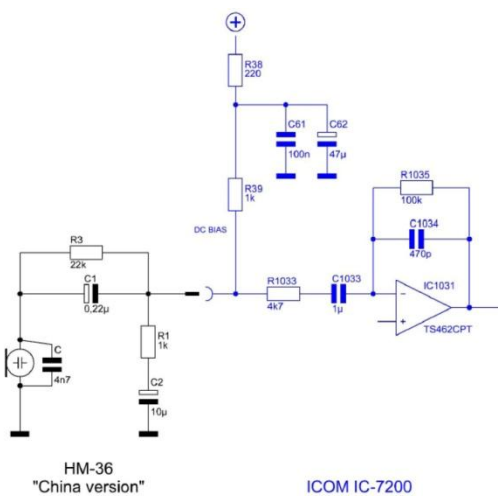 R38
220
C61
100n
C62
47µ
R39
1k
R1035
100k
DC BIAS
C1034
470p
R3
22k
C1
0,22µ
R1033
4k7
C1033
1µ
IC1031
TS462CPT
R1
1k
C
4n7
C2
10µ
HM-36
"China version"
ICOM IC-7200